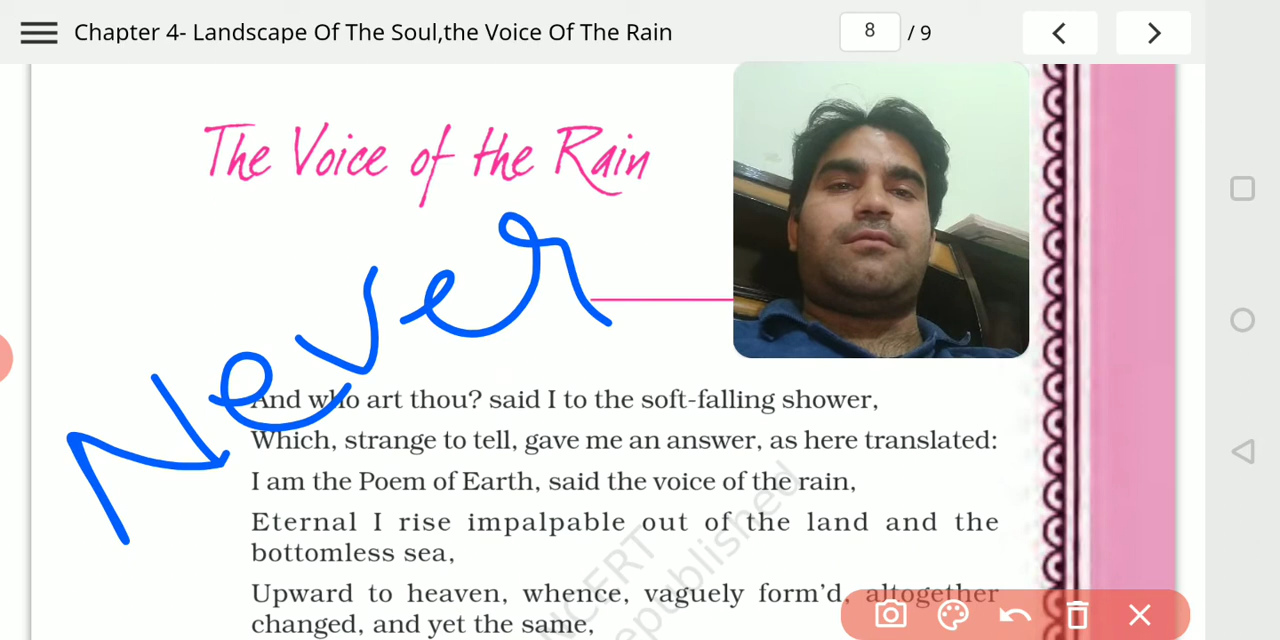 Chapter 4- Landscape Of The Soul,the Voice Of The Rain
8 / 9
The Voice of the Rain
Never
And who art thou? said I to the soft-falling shower,
Which, strange to tell, gave me an answer, as here translated:
I am the Poem of Earth, said the voice of the rain,
Eternal I rise impalpable out of the land and the
bottomless sea,
Upward to heaven, whence, vaguely form'd, altogether
changed, and yet the same,
NCERT
republished